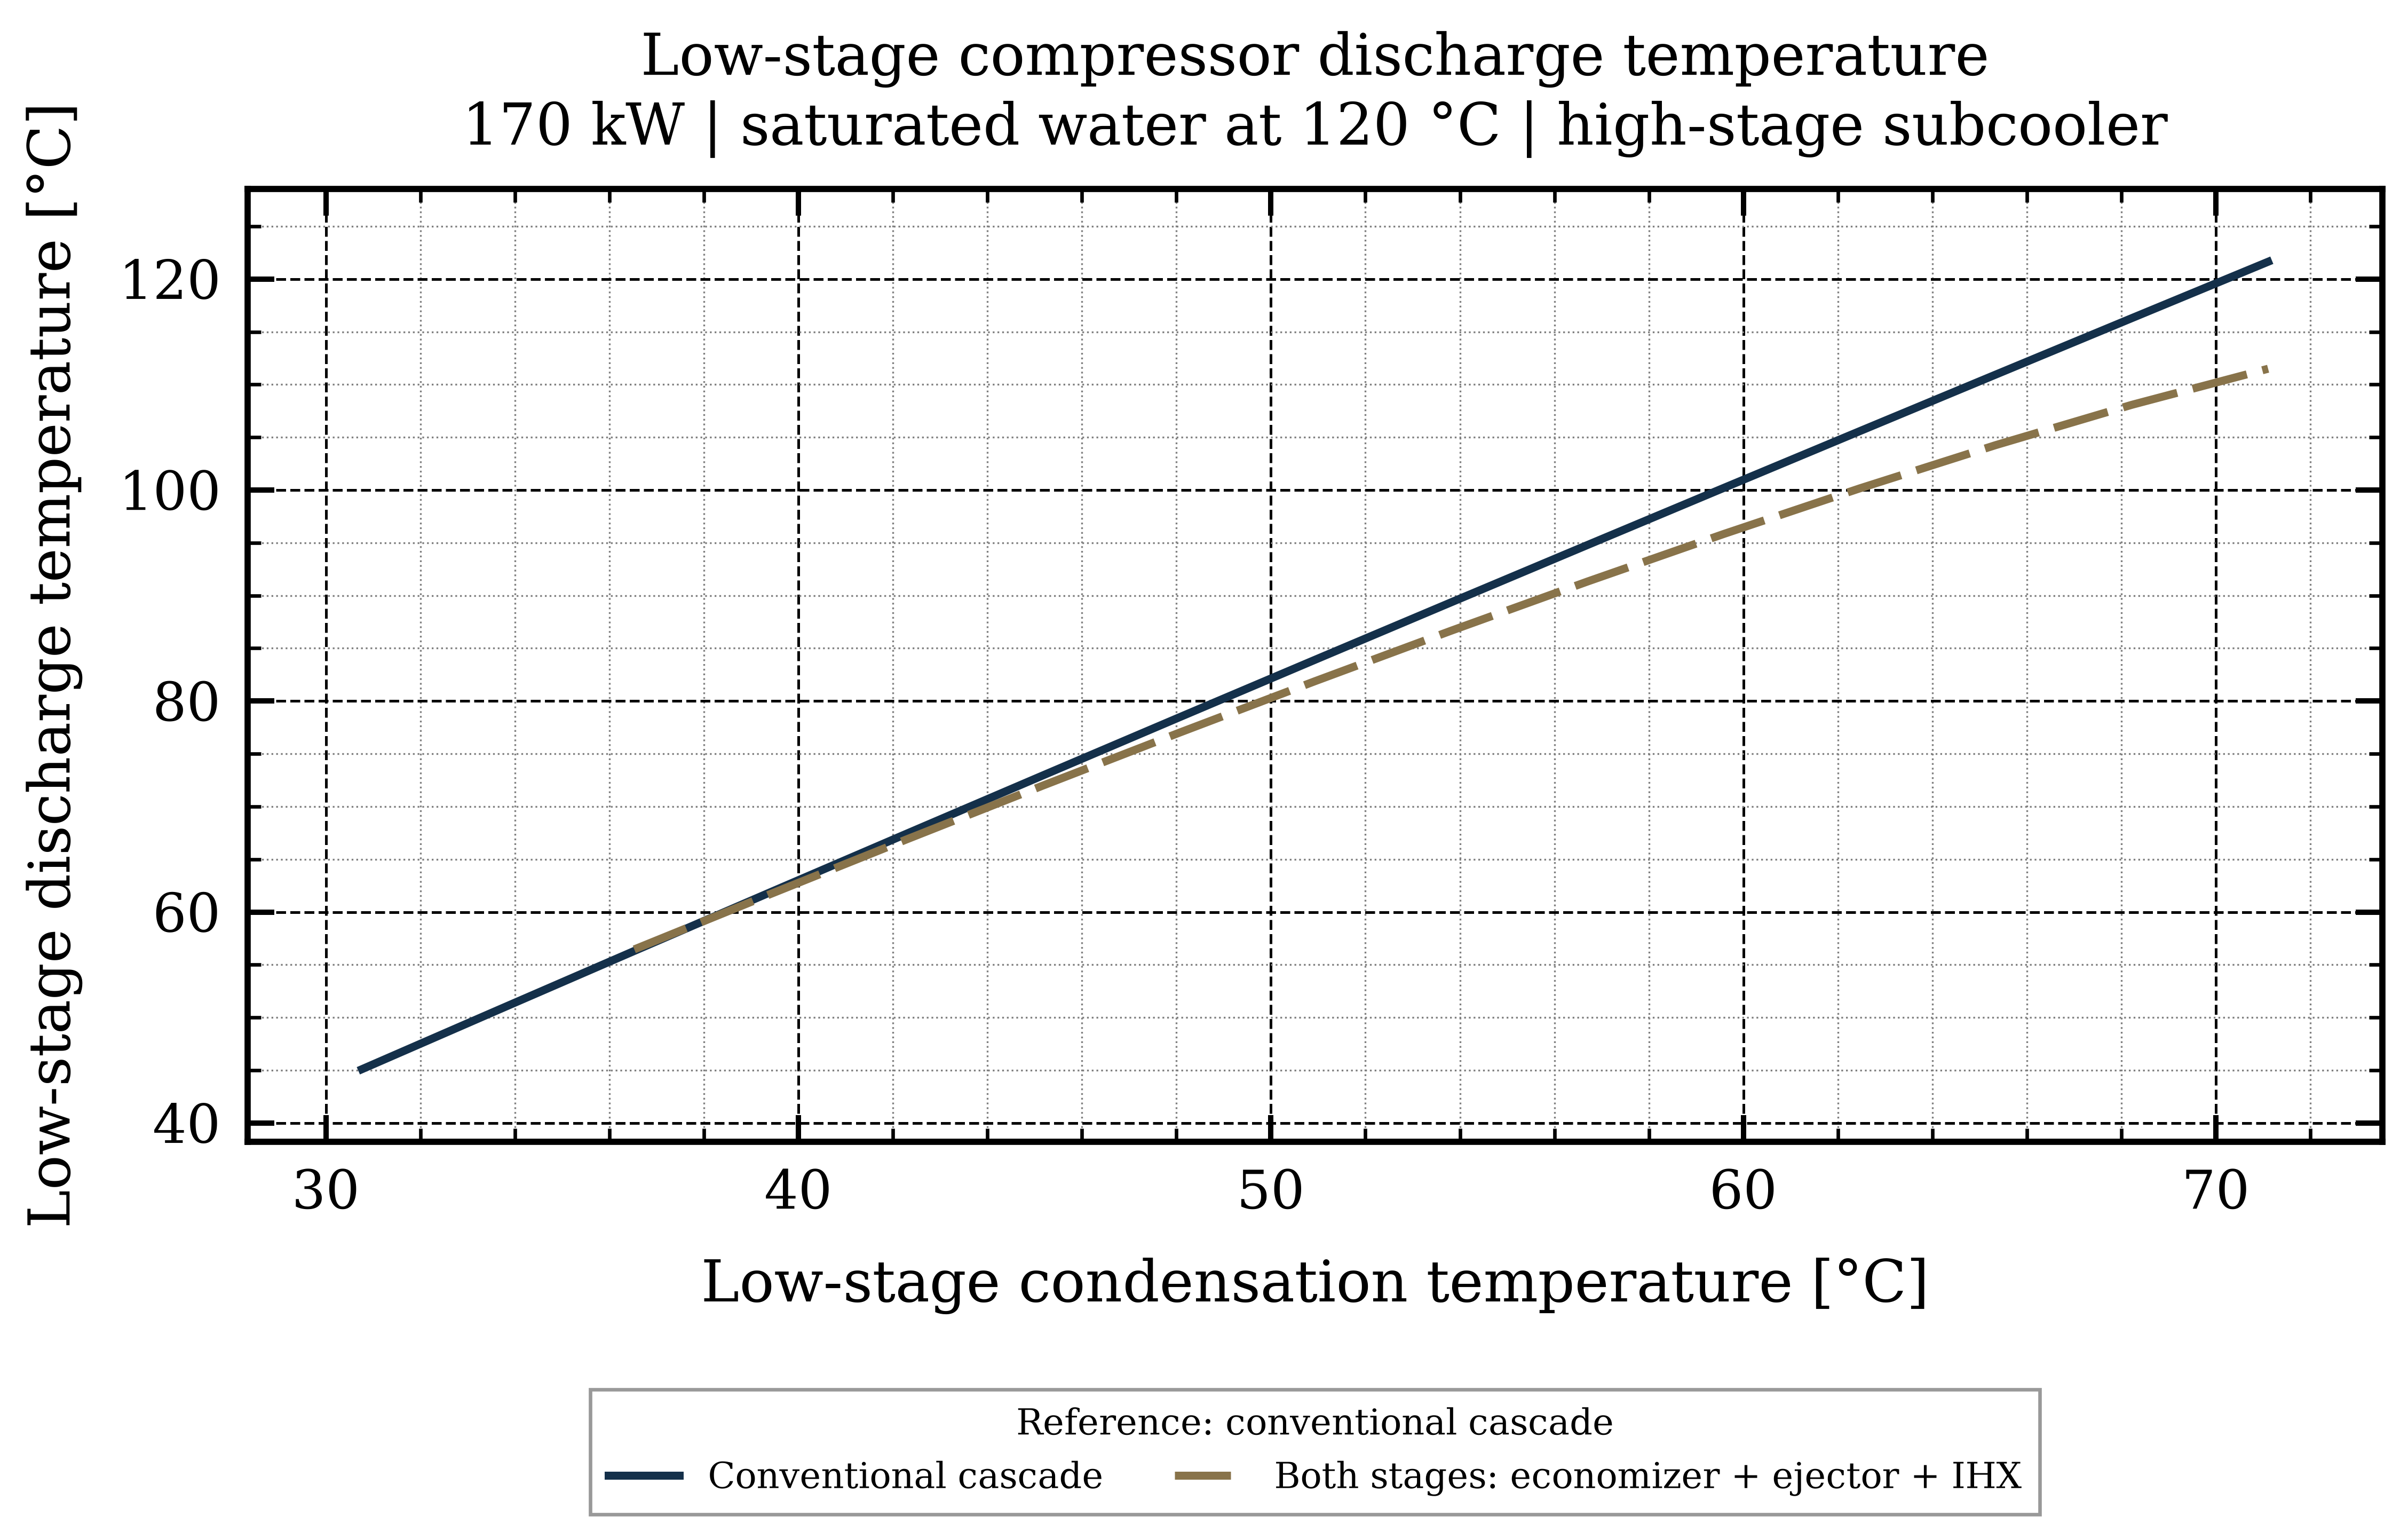 Low-stage compressor discharge temperature
170 kW | saturated water at 120 °C | high-stage subcooler
Low-stage discharge temperature [°C]
120
100
80
60
40
30 40 50 60 70
Low-stage condensation temperature [°C]
Reference: conventional cascade
Conventional cascade Both stages: economizer + ejector + IHX